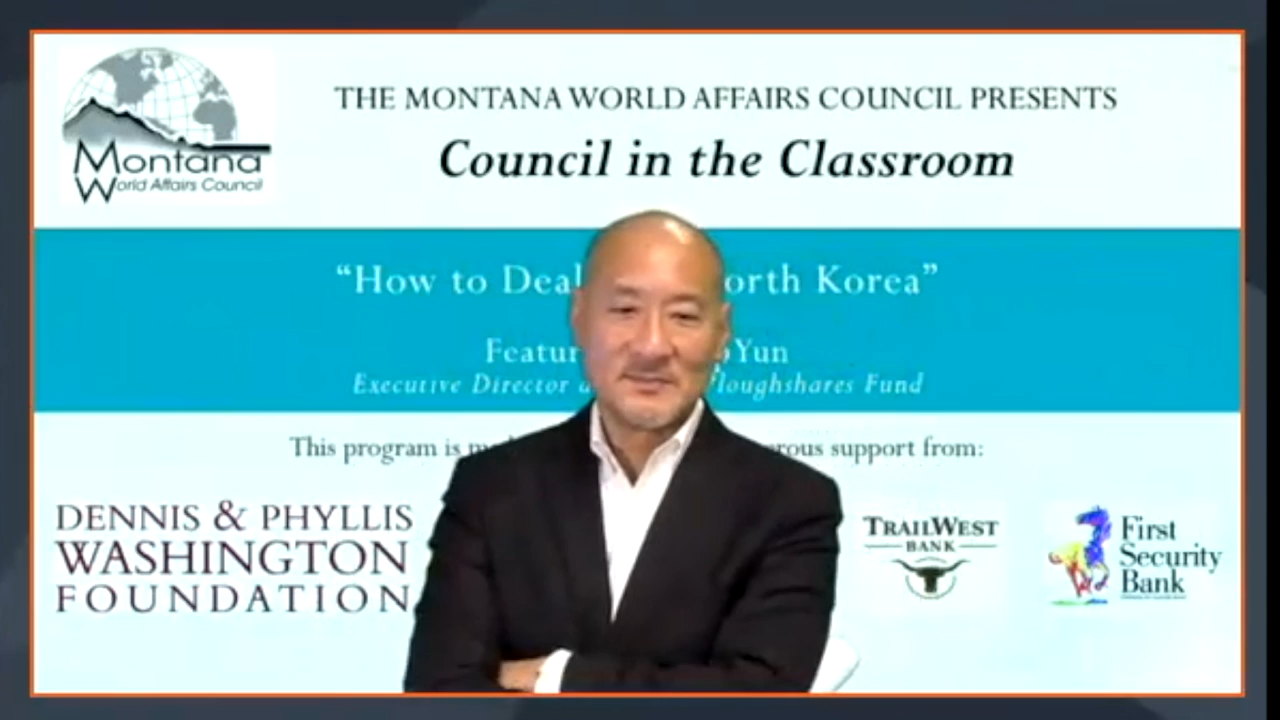 Montana
World Affairs Council
THE MONTANA WORLD AFFAIRS COUNCIL PRESENTS
Council in the Classroom
“How to Deal orth Korea”
Featur Yun
Executive Director loughshares Fund
This program is rous support from:
DENNIS & PHYLLIS
WASHINGTON
FOUNDATION
TRAILWEST
BANK
First
Security
Bank